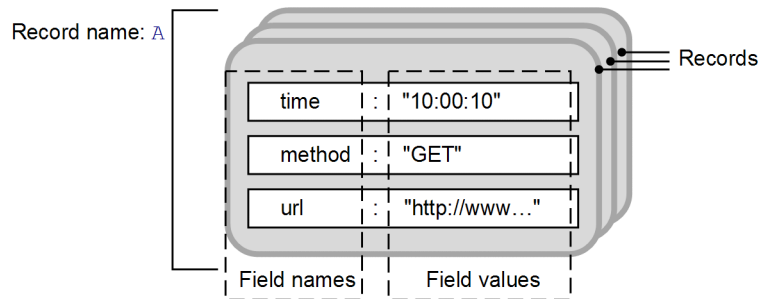 Record name: A
Records
time : "10:00:10"
method : "GET"
url : "http://www…"
Field names
Field values